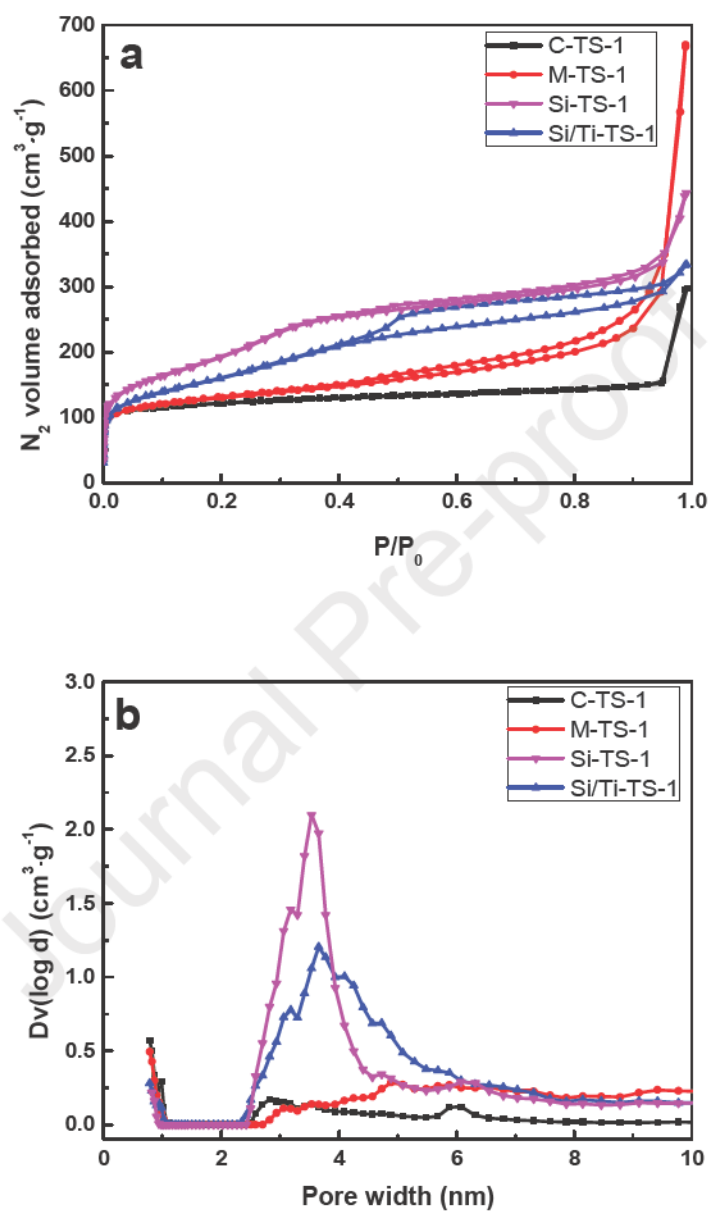 a
C-TS-1
M-TS-1
Si-TS-1
Si/Ti-TS-1
N₂ volume adsorbed (cm³·g⁻¹)
700
600
500
400
300
200
100
0
0.0 0.2 0.4 0.6 0.8 1.0
P/P₀
Journal Pre-proof
b
C-TS-1
M-TS-1
Si-TS-1
Si/Ti-TS-1
Dv(log d) (cm³·g⁻¹)
3.0
2.5
2.0
1.5
1.0
0.5
0.0
0 2 4 6 8 10
Pore width (nm)